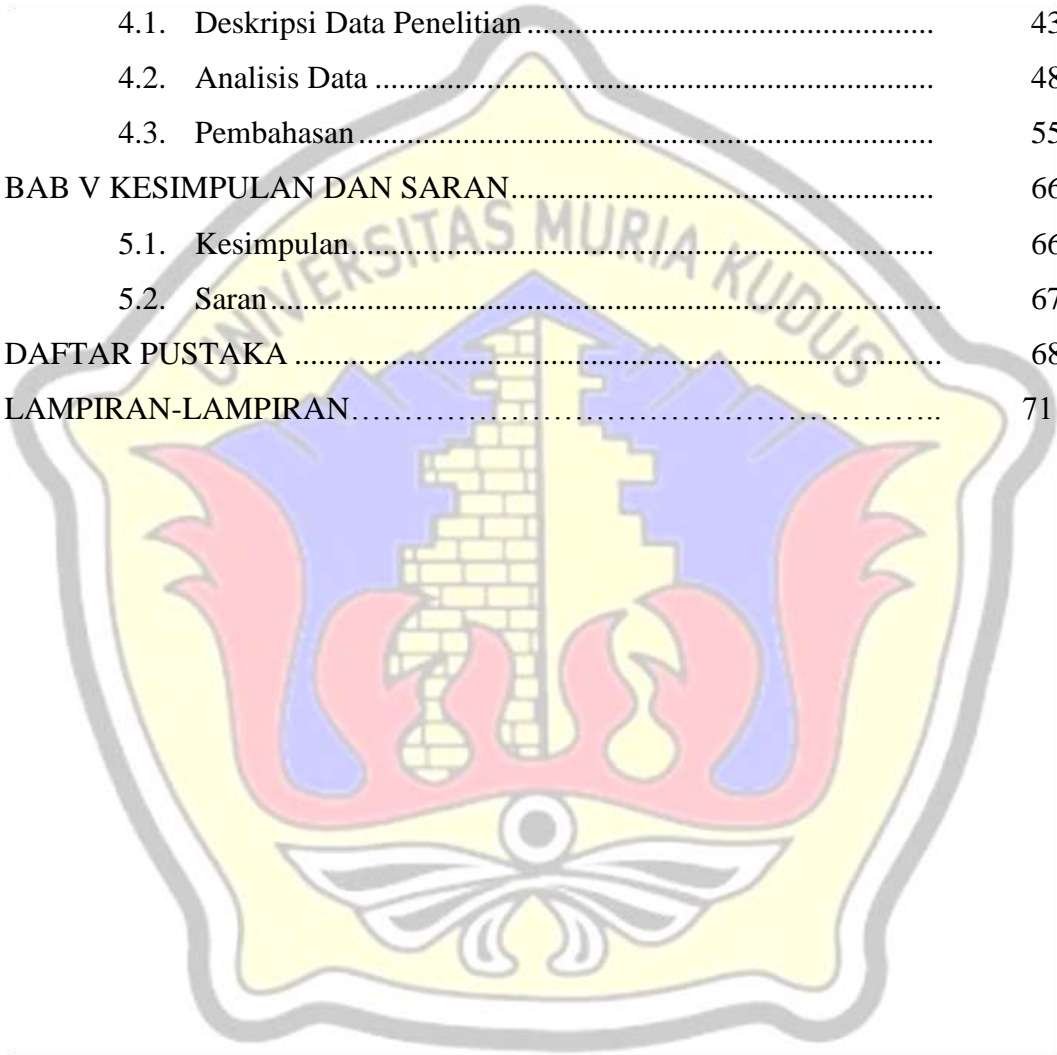 4.1. Deskripsi Data Penelitian ................................................... 43
4.2. Analisis Data ...................................................................... 48
4.3. Pembahasan ........................................................................ 55
BAB V KESIMPULAN DAN SARAN ..................................................... 66
5.1. Kesimpulan ......................................................................... 66
5.2. Saran ................................................................................... 67
DAFTAR PUSTAKA ................................................................................. 68
LAMPIRAN-LAMPIRAN……………………………………………….. 71
UNIVERSITAS MURIA KUDUS